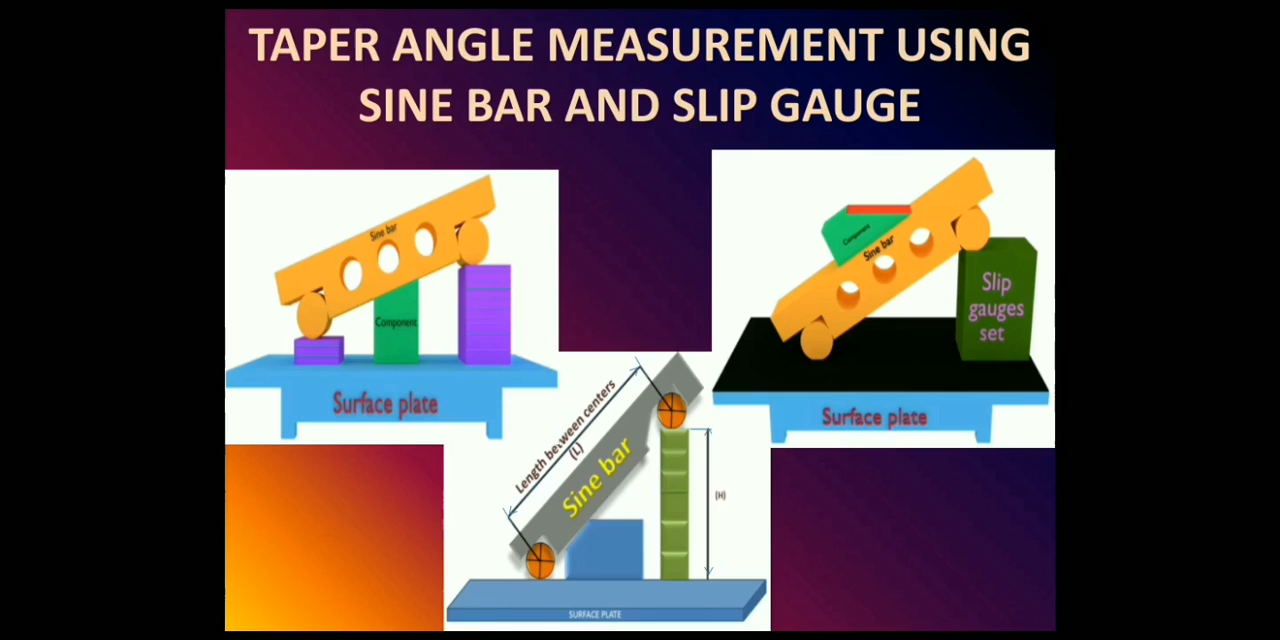 TAPER ANGLE MEASUREMENT USING
SINE BAR AND SLIP GAUGE
Sine bar
Component
Surface plate
Component
Sine bar
Slip
gauges
set
Surface plate
Length between centers
(L)
Sine bar
(H)
SURFACE PLATE